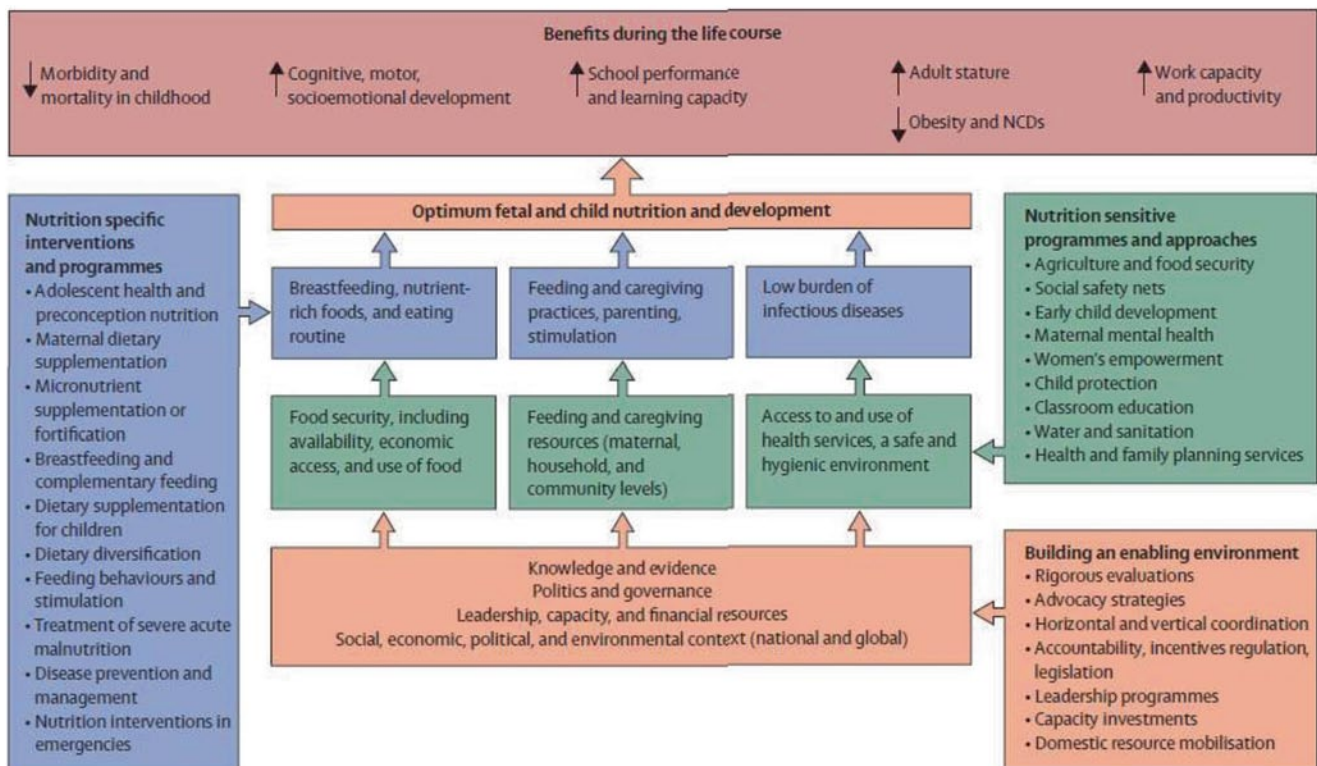 Benefits during the life course
Morbidity and
mortality in childhood
Cognitive, motor,
socioemotional development
School performance
and learning capacity
Adult stature
Obesity and NCDs
Work capacity
and productivity
Nutrition specific
interventions
and programmes
• Adolescent health and
preconception nutrition
• Maternal dietary
supplementation
• Micronutrient
supplementation or
fortification
• Breastfeeding and
complementary feeding
• Dietary supplementation
for children
• Dietary diversification
• Feeding behaviours and
stimulation
• Treatment of severe acute
malnutrition
• Disease prevention and
management
• Nutrition interventions in
emergencies
Optimum fetal and child nutrition and development
Breastfeeding, nutrient-
rich foods, and eating
routine
Feeding and caregiving
practices, parenting,
stimulation
Low burden of
infectious diseases
Food security, including
availability, economic
access, and use of food
Feeding and caregiving
resources (maternal,
household, and
community levels)
Access to and use of
health services, a safe and
hygienic environment
Knowledge and evidence
Politics and governance
Leadership, capacity, and financial resources
Social, economic, political, and environmental context (national and global)
Nutrition sensitive
programmes and approaches
• Agriculture and food security
• Social safety nets
• Early child development
• Maternal mental health
• Women's empowerment
• Child protection
• Classroom education
• Water and sanitation
• Health and family planning services
Building an enabling environment
• Rigorous evaluations
• Advocacy strategies
• Horizontal and vertical coordination
• Accountability, incentives regulation,
legislation
• Leadership programmes
• Capacity investments
• Domestic resource mobilisation